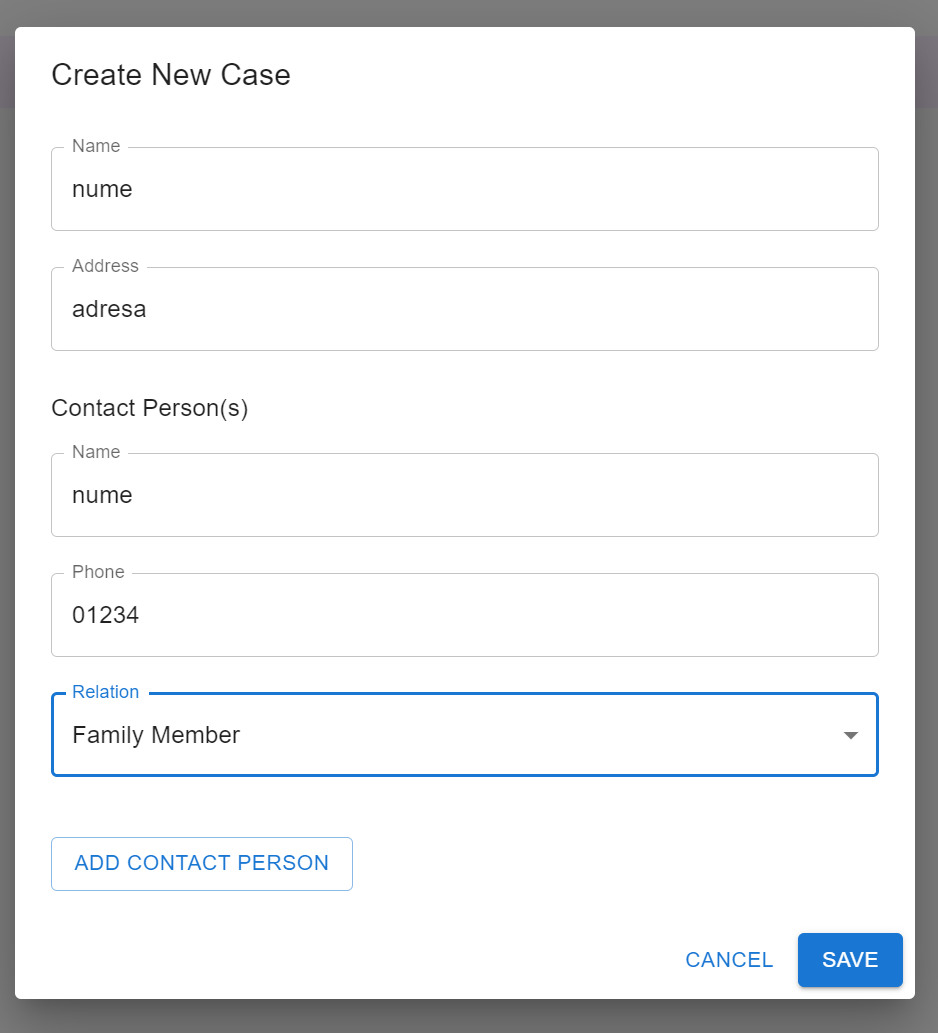 Create New Case
Name
nume
Address
adresa
Contact Person(s)
Name
nume
Phone
01234
Relation
Family Member
ADD CONTACT PERSON
CANCEL SAVE